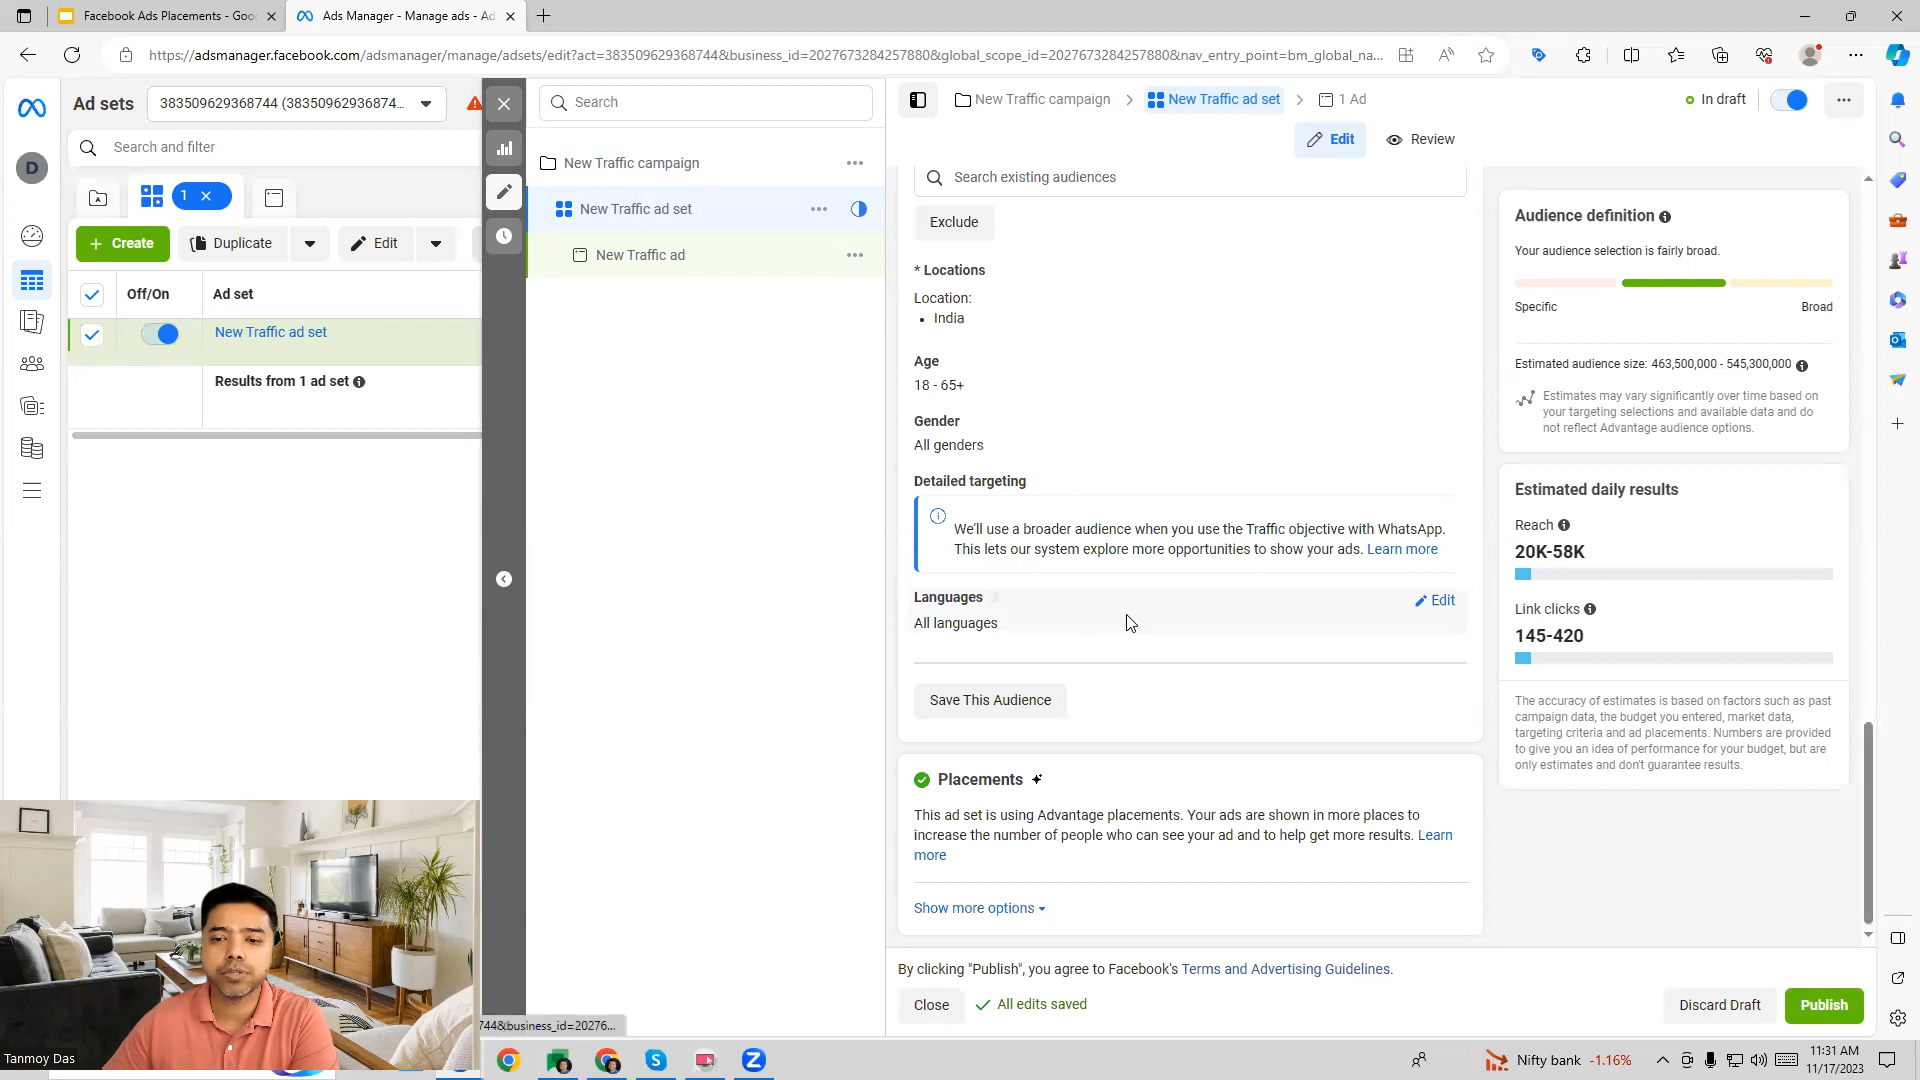 Facebook Ads Placements - Goo
Ads Manager - Manage ads - Ad
https://adsmanager.facebook.com/adsmanager/manage/adsets/edit?act=383509629368744&business_id=2027673284257880&global_scope_id=2027673284257880&nav_entry_point=bm_global_na...
Ad sets
383509629368744 (38350962936874...
Search
New Traffic campaign
New Traffic ad set
1 Ad
In draft
Edit
Review
Search and filter
D
1
Create
Duplicate
Edit
Off/On
Ad set
New Traffic ad set
Results from 1 ad set
New Traffic campaign
New Traffic ad set
New Traffic ad
Search existing audiences
Exclude
* Locations
Location:
India
Age
18 - 65+
Gender
All genders
Detailed targeting
We'll use a broader audience when you use the Traffic objective with WhatsApp.
This lets our system explore more opportunities to show your ads. Learn more
Languages
Edit
All languages
Save This Audience
Placements
This ad set is using Advantage placements. Your ads are shown in more places to
increase the number of people who can see your ad and to help get more results. Learn
more
Show more options
Audience definition
Your audience selection is fairly broad.
Specific
Broad
Estimated audience size: 463,500,000 - 545,300,000
Estimates may vary significantly over time based on
your targeting selections and available data and do
not reflect Advantage audience options.
Estimated daily results
Reach
20K-58K
Link clicks
145-420
The accuracy of estimates is based on factors such as past
campaign data, the budget you entered, market data,
targeting criteria and ad placements. Numbers are provided
to give you an idea of performance for your budget, but are
only estimates and don't guarantee results.
By clicking "Publish", you agree to Facebook's Terms and Advertising Guidelines.
Close
All edits saved
Discard Draft
Publish
744&business_id=20276...
Tanmoy Das
Nifty bank -1.16%
11:31 AM
11/17/2023